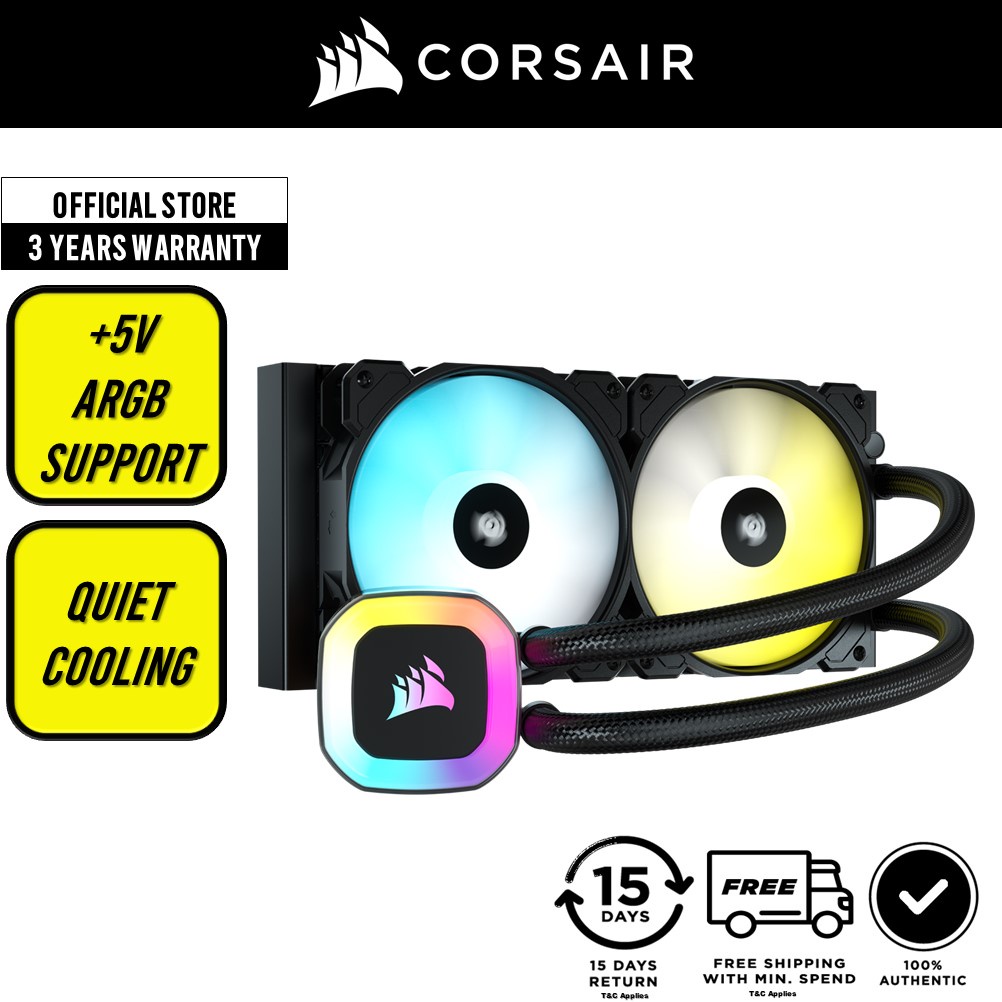 CORSAIR
OFFICIAL STORE
3 YEARS WARRANTY
+5V
ARGB
SUPPORT
QUIET
COOLING
15
DAYS
15 DAYS
RETURN
T&C Applies
FREE
FREE SHIPPING
WITH MIN. SPEND
T&C Applies
100%
AUTHENTIC